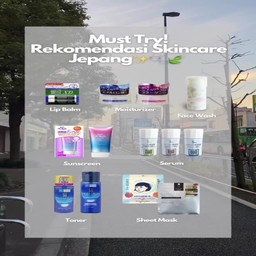 Must Try!
Rekomendasi Skincare
Jepang ✨🍃
Lip Balm
Moisturizer
Face Wash
Sunscreen
Serum
Toner
Sheet Mask